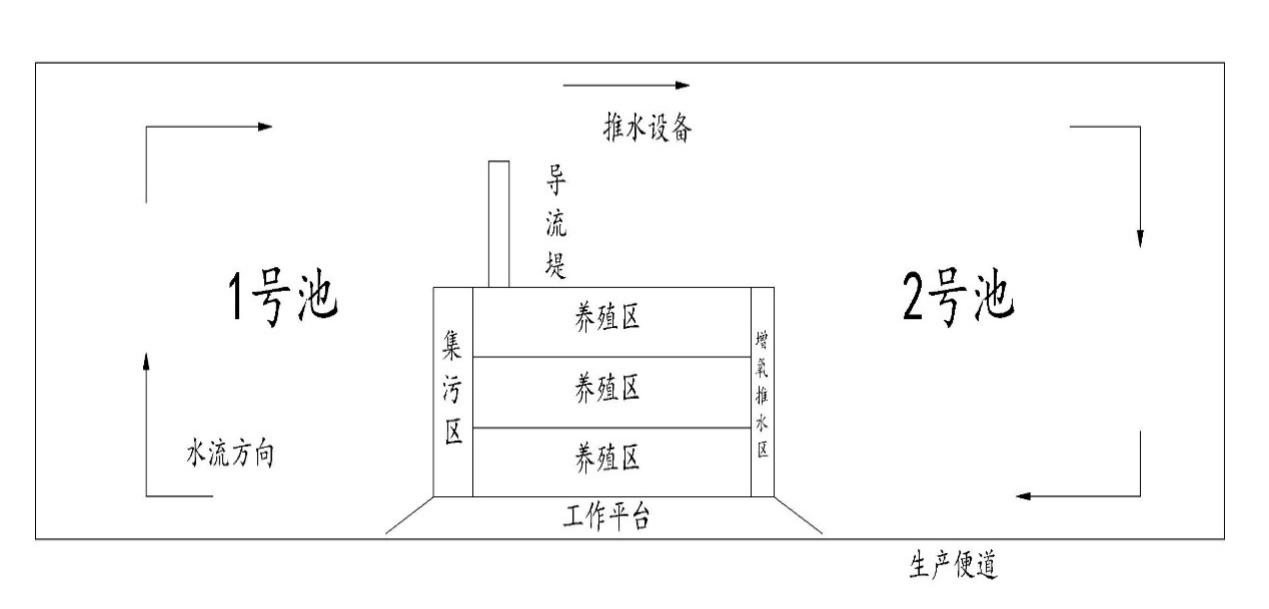 推水设备
导流堤
1号池
2号池
养殖区
集污区
增氧推水区
养殖区
水流方向
养殖区
工作平台
生产便道